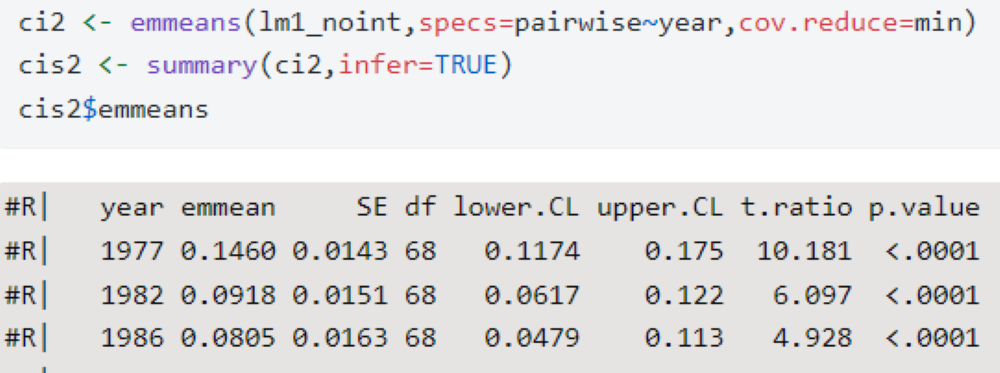 ci2 <- emmeans(lm1_noint,specs=pairwise~year,cov.reduce=min)
cis2 <- summary(ci2,infer=TRUE)
cis2$emmeans
#R|   year emmean     SE df lower.CL upper.CL t.ratio p.value
#R|   1977 0.1460 0.0143 68   0.1174    0.175  10.181  <.0001
#R|   1982 0.0918 0.0151 68   0.0617    0.122   6.097  <.0001
#R|   1986 0.0805 0.0163 68   0.0479    0.113   4.928  <.0001